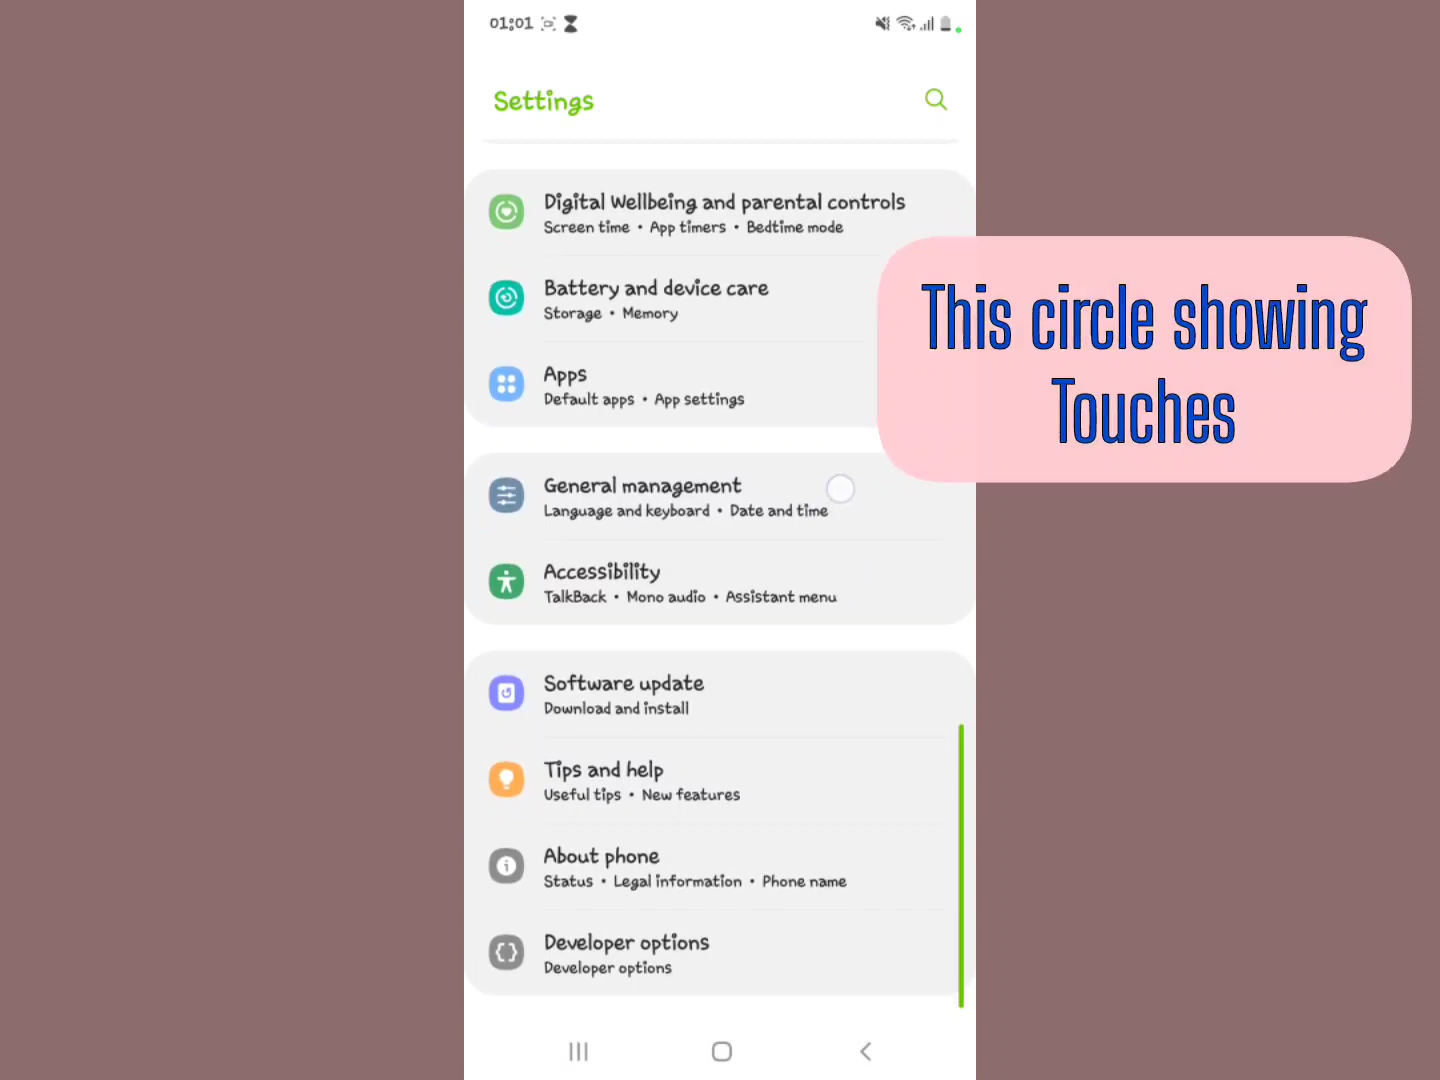 01:01
Settings
Digital Wellbeing and parental controls
Screen time • App timers • Bedtime mode
Battery and device care
Storage • Memory
Apps
Default apps • App settings
This circle showing
Touches
General management
Language and keyboard • Date and time
Accessibility
TalkBack • Mono audio • Assistant menu
Software update
Download and install
Tips and help
Useful tips • New features
About phone
Status • Legal information • Phone name
Developer options
Developer options